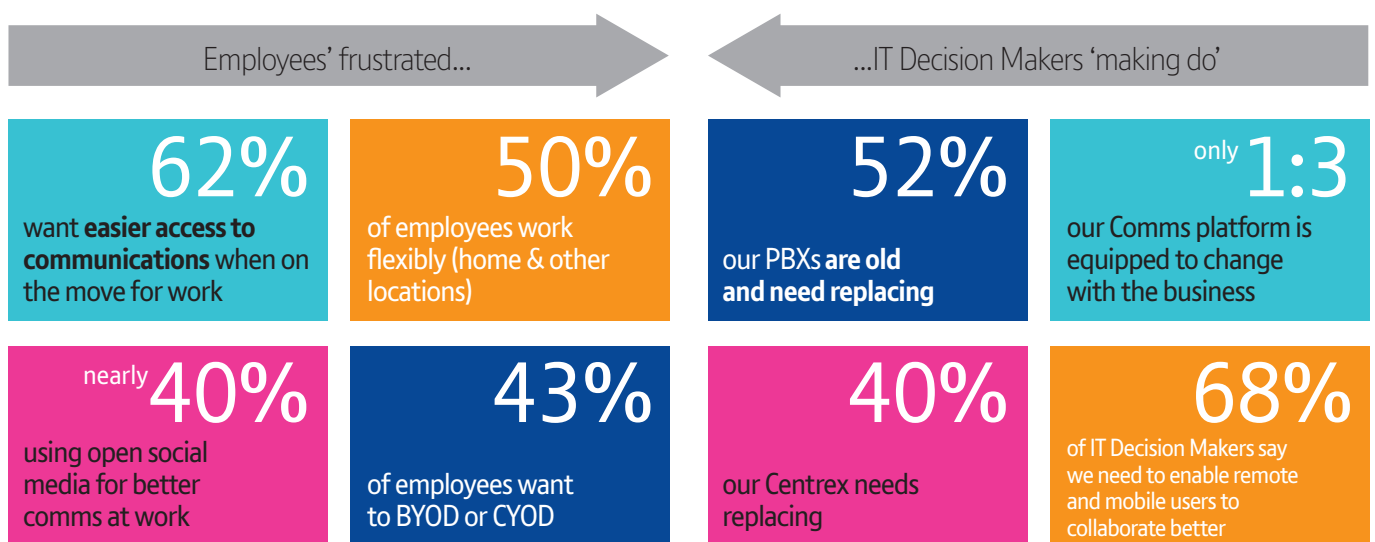 Employees’ frustrated...
...IT Decision Makers ‘making do’
62%
want easier access to
communications when on
the move for work
50%
of employees work
flexibly (home & other
locations)
52%
our PBXs are old
and need replacing
only 1:3
our Comms platform is
equipped to change
with the business
nearly 40%
using open social
media for better
comms at work
43%
of employees want
to BYOD or CYOD
40%
our Centrex needs
replacing
68%
of IT Decision Makers say
we need to enable remote
and mobile users to
collaborate better